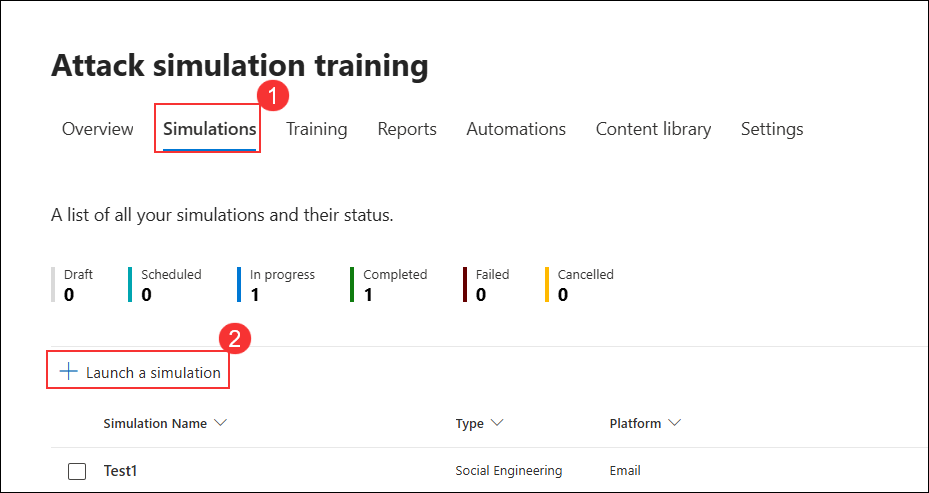 Attack simulation training
1
Overview Simulations Training Reports Automations Content library Settings
A list of all your simulations and their status.
Draft Scheduled In progress Completed Failed Cancelled
0 0 1 1 0 0
2
Launch a simulation
Simulation Name Type Platform
Test1 Social Engineering Email